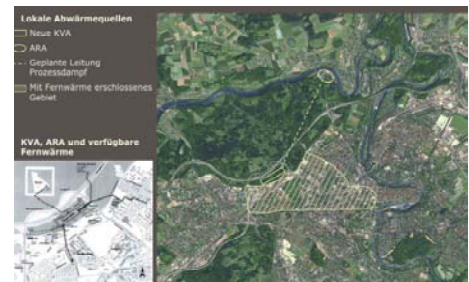 Lokale Abwärmequellen
Neue KVA
ARA
Geplante Leitung
Prozessdampf
Mit Fernwärme erschlossenes
Gebiet
KVA, ARA und verfügbare
Fernwärme